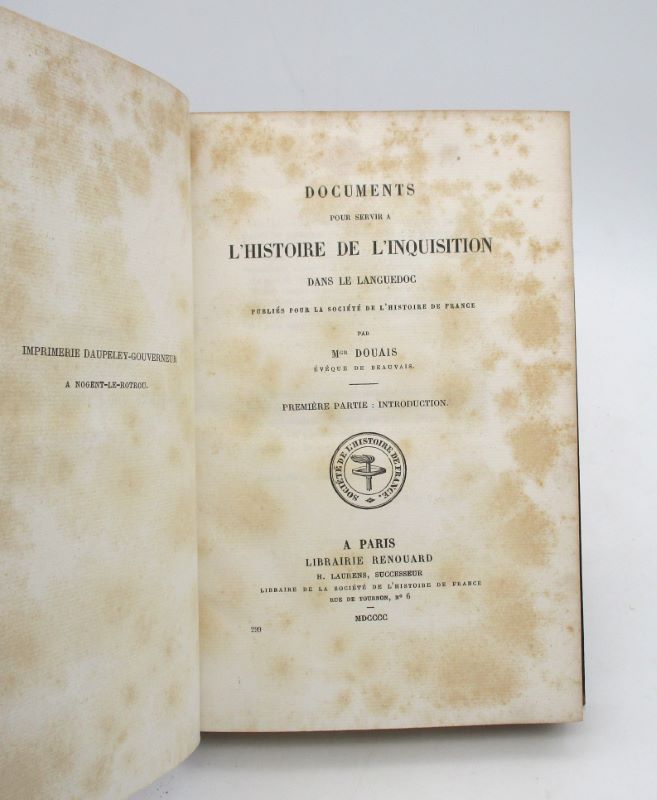 IMPRIMERIE DAUPELEY-GOUVERNEUR
A NOGENT-LE-ROTROU.
DOCUMENTS
POUR SERVIR A
L'HISTOIRE DE L'INQUISITION
DANS LE LANGUEDOC
PUBLIÉS POUR LA SOCIÉTÉ DE L'HISTOIRE DE FRANCE
PAR
MGR DOUAIS
ÉVÊQUE DE BEAUVAIS.
PREMIÈRE PARTIE : INTRODUCTION.
SOCIÉTÉ DE L'HISTOIRE DE FRANCE.
A PARIS
LIBRAIRIE RENOUARD
H. LAURENS, SUCCESSEUR
LIBRAIRE DE LA SOCIÉTÉ DE L'HISTOIRE DE FRANCE
RUE DE TOURNON, Nº 6
MDCCCC
299